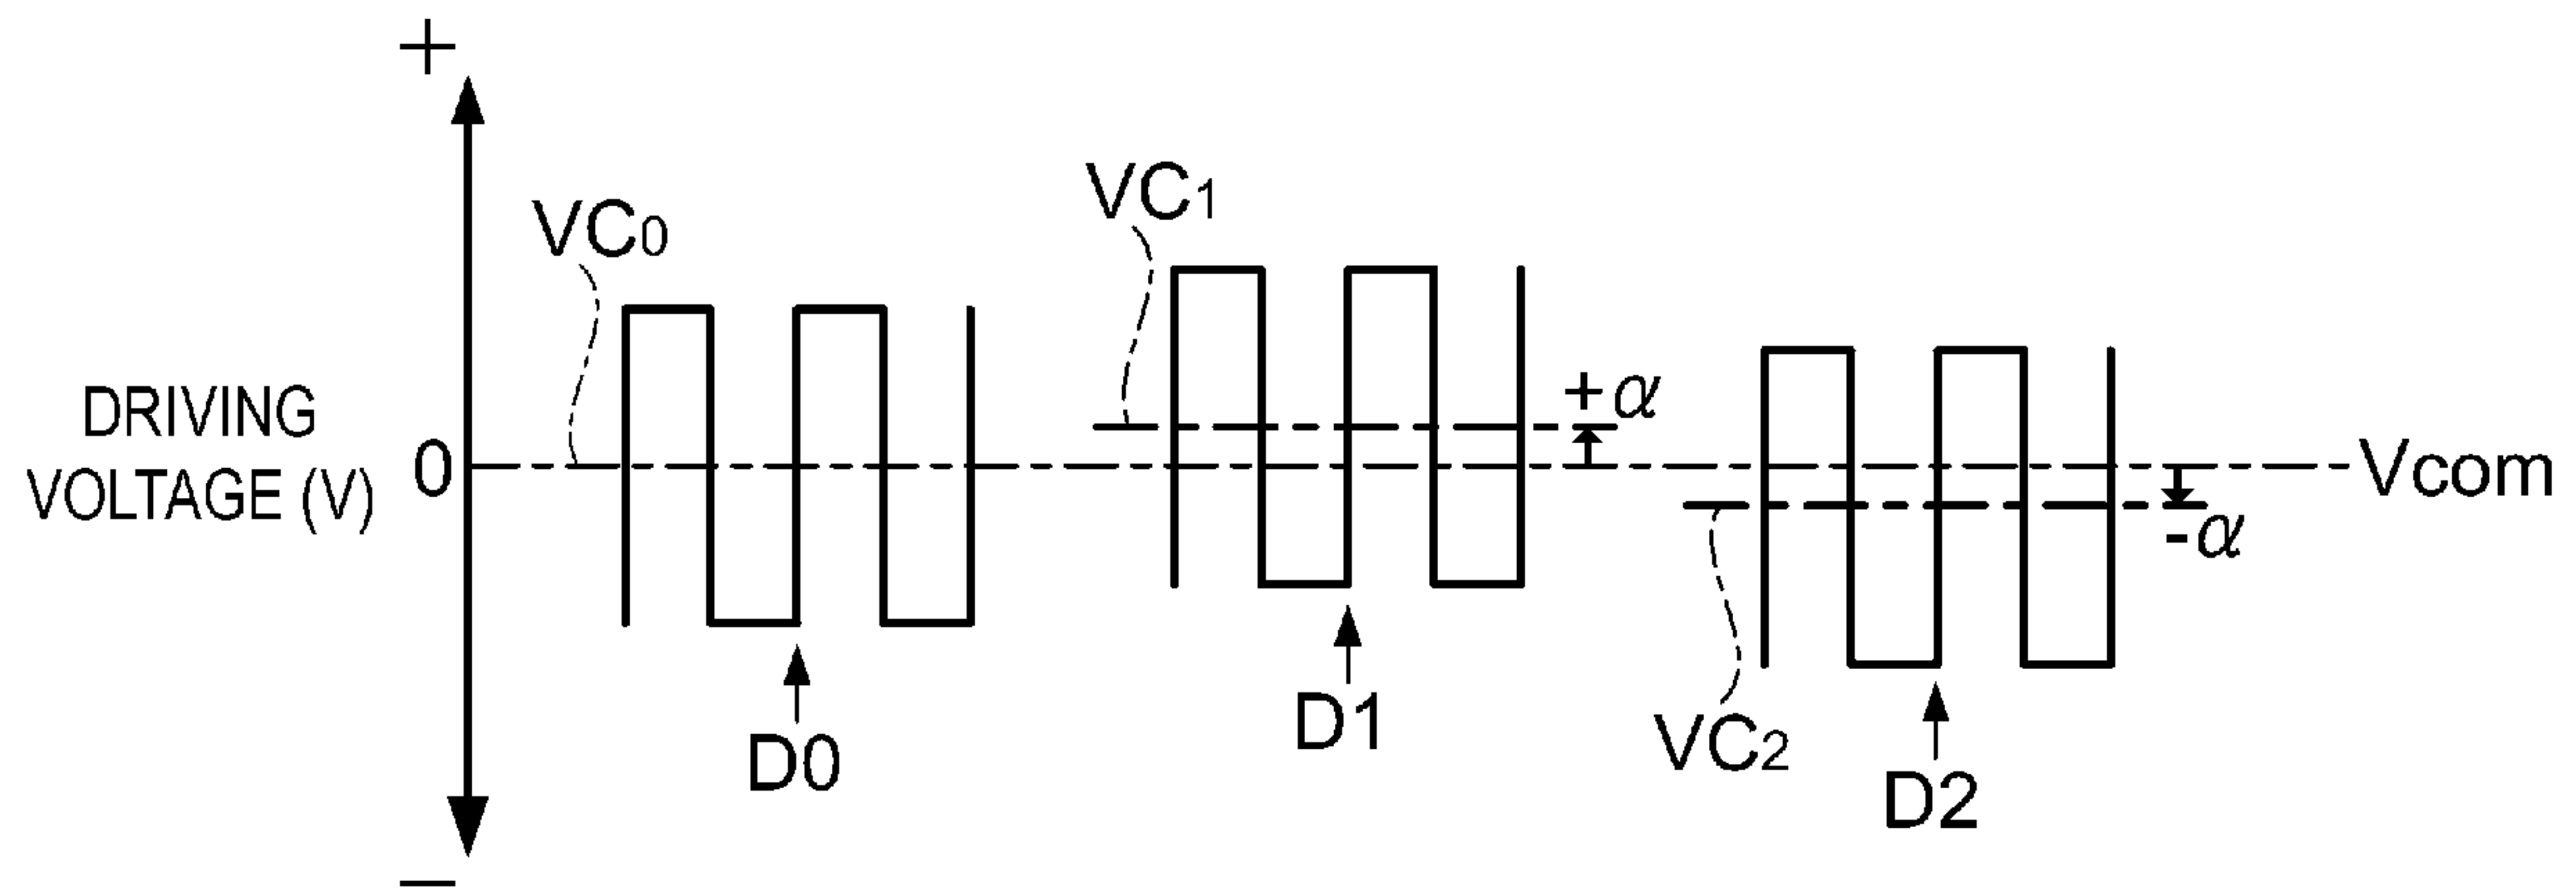 +
VC0
VC1
DRIVING
VOLTAGE (V)
0
+α
Vcom
-α
D0
D1
VC2
D2
−